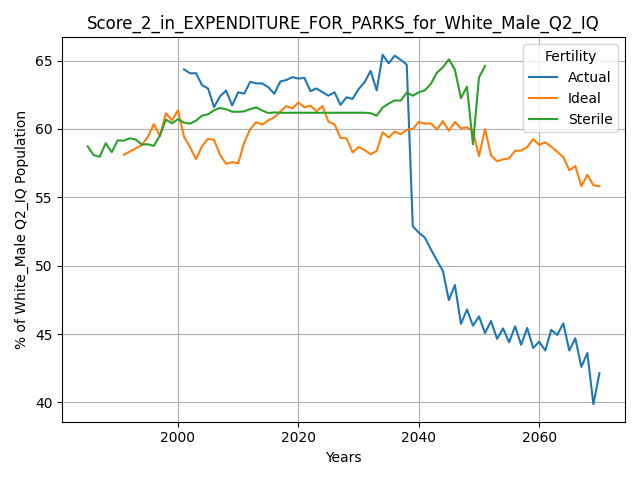 Score_2_in_EXPENDITURE_FOR_PARKS_for_White_Male_Q2_IQ
Fertility
Actual
Ideal
Sterile
% of White_Male Q2_IQ Population
65
60
55
50
45
40
2000 2020 2040 2060
Years